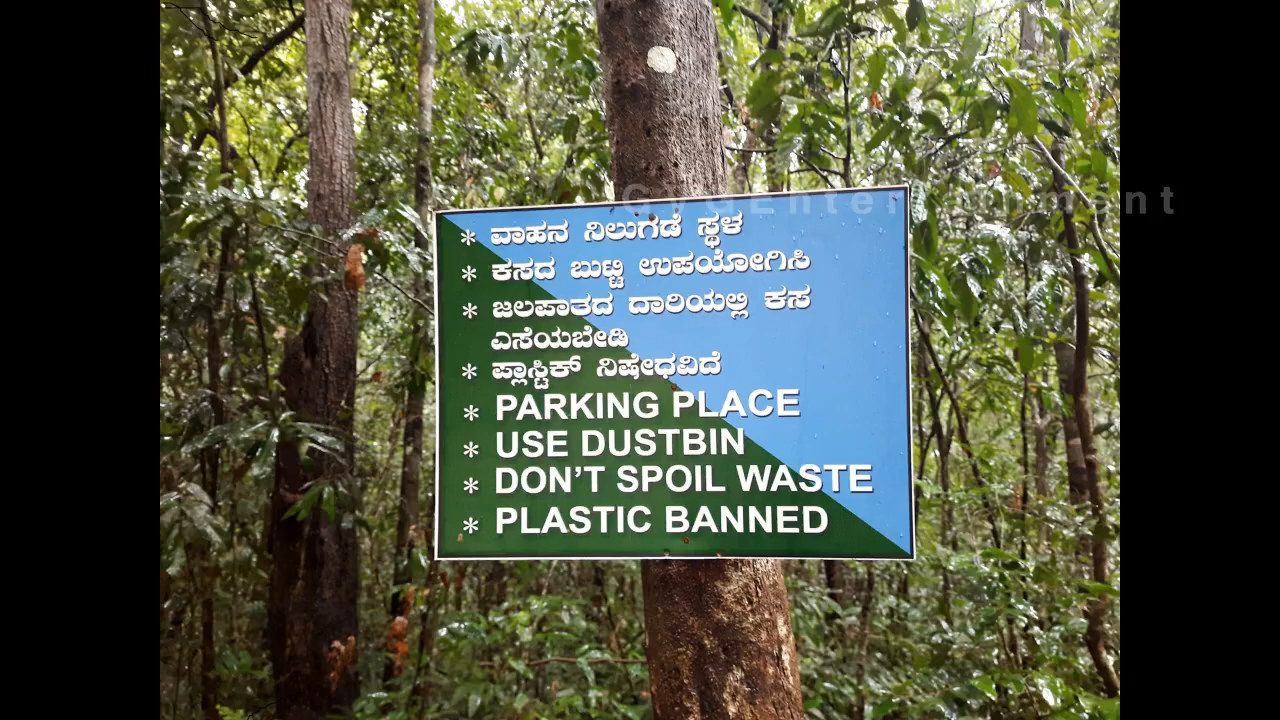 * ವಾಹನ ನಿಲುಗಡೆ ಸ್ಥಳ
* ಕಸದ ಬುಟ್ಟಿ ಉಪಯೋಗಿಸಿ
* ಜಲಪಾತದ ದಾರಿಯಲ್ಲಿ ಕಸ
ಎಸೆಯಬೇಡಿ
* ಪ್ಲಾಸ್ಟಿಕ್ ನಿಷೇಧವಿದೆ
* PARKING PLACE
* USE DUSTBIN
* DON'T SPOIL WASTE
* PLASTIC BANNED